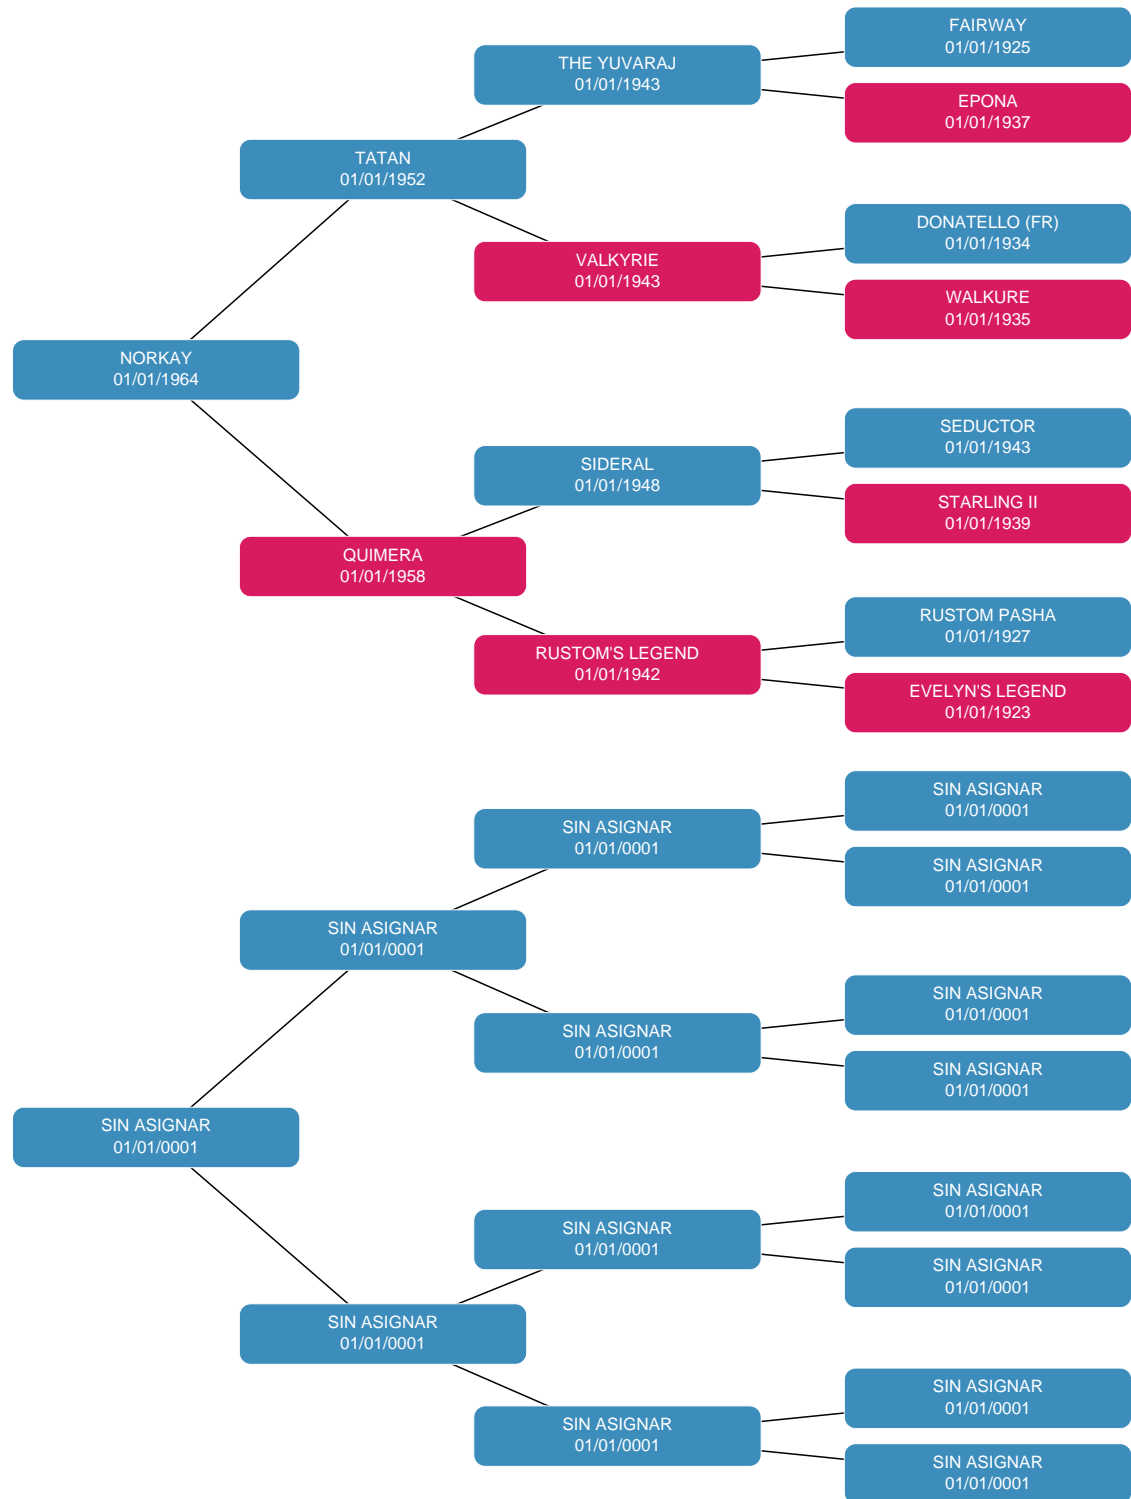 FAIRWAY
01/01/1925
THE YUVARAJ
01/01/1943
EPONA
01/01/1937
TATAN
01/01/1952
DONATELLO (FR)
01/01/1934
VALKYRIE
01/01/1943
WALKURE
01/01/1935
NORKAY
01/01/1964
SEDUCTOR
01/01/1943
SIDERAL
01/01/1948
STARLING II
01/01/1939
QUIMERA
01/01/1958
RUSTOM PASHA
01/01/1927
RUSTOM'S LEGEND
01/01/1942
EVELYN'S LEGEND
01/01/1923
SIN ASIGNAR
01/01/0001
SIN ASIGNAR
01/01/0001
SIN ASIGNAR
01/01/0001
SIN ASIGNAR
01/01/0001
SIN ASIGNAR
01/01/0001
SIN ASIGNAR
01/01/0001
SIN ASIGNAR
01/01/0001
SIN ASIGNAR
01/01/0001
SIN ASIGNAR
01/01/0001
SIN ASIGNAR
01/01/0001
SIN ASIGNAR
01/01/0001
SIN ASIGNAR
01/01/0001
SIN ASIGNAR
01/01/0001
SIN ASIGNAR
01/01/0001
SIN ASIGNAR
01/01/0001